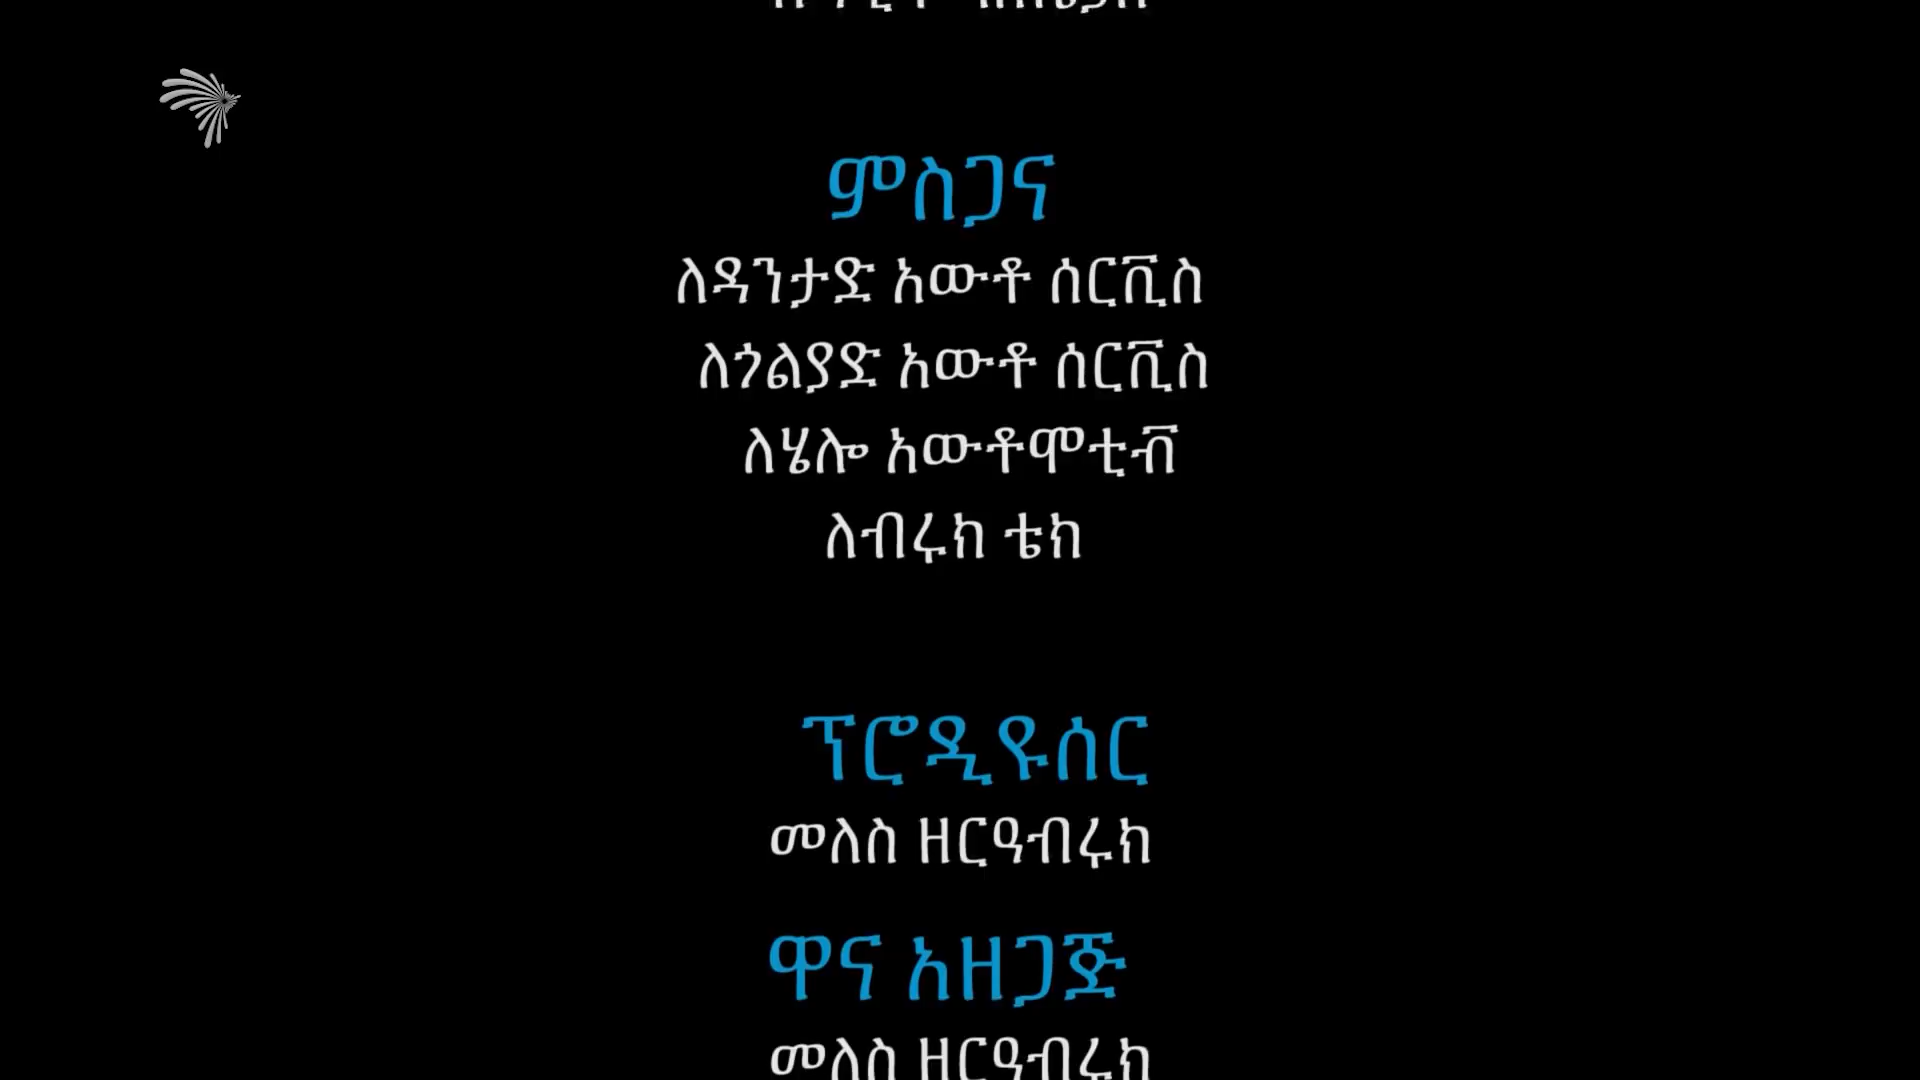 ምስጋና
ለዳንታድ አውቶ ሰርቪስ
ለጎልያድ አውቶ ሰርቪስ
ለሄሎ አውቶሞቲቭ
ለብሩክ ቴክ
ፕሮዲዩሰር
መለስ ዘርዓብሩክ
ዋና አዘጋጅ
መለስ ዘርዓብሩክ